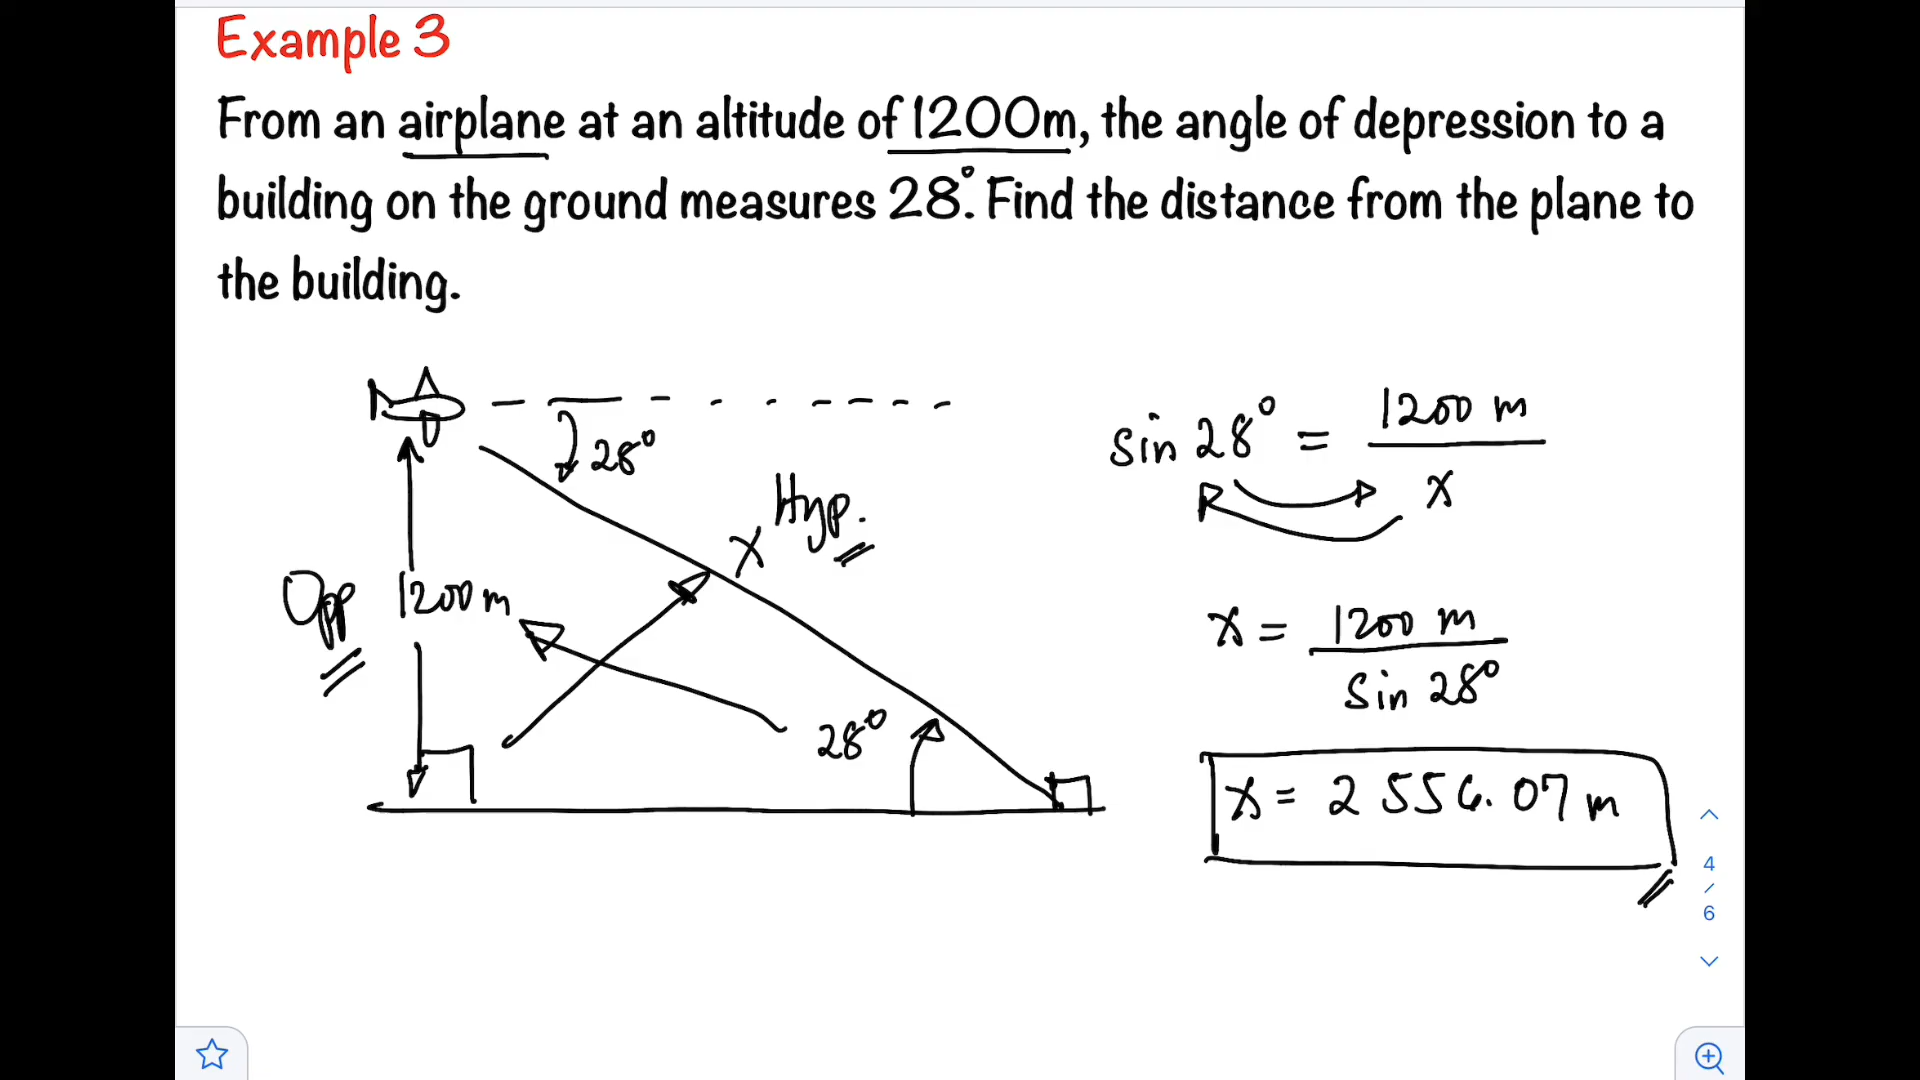 Example 3
From an airplane at an altitude of 1200m, the angle of depression to a
building on the ground measures 28°. Find the distance from the plane to
the building.
28°
Hyp.
x
Opp
1200 m
28°
sin 28° = 1200 m
x
x = 1200 m
sin 28°
x = 2 556.07 m
4
/
6